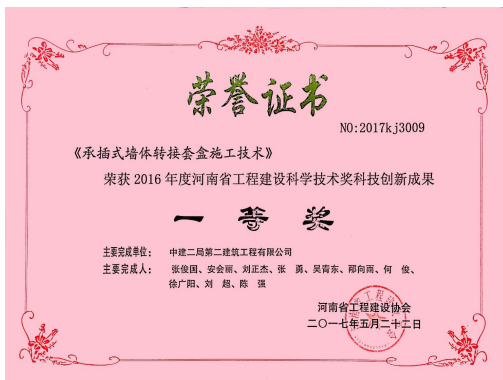 荣誉证书
NO:2017kj3009
《承插式墙体转接套盒施工技术》
荣获 2016 年度河南省工程建设科学技术奖科技创新成果
一等奖
主要完成单位： 中建二局第二建筑工程有限公司
主要完成人： 张俊国、安会丽、刘正杰、张 勇、吴青东、邢向雨、何 俊、
徐广阳、刘 超、陈 强
河南省工程建设协会
二〇一七年五月二十二日